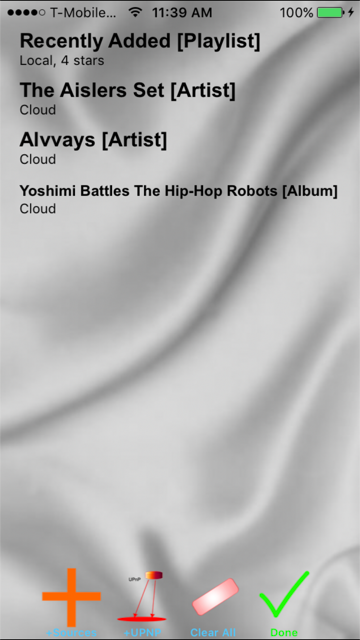 T-Mobile... 11:39 AM 100%
Recently Added [Playlist]
Local, 4 stars
The Aislers Set [Artist]
Cloud
Alvvays [Artist]
Cloud
Yoshimi Battles The Hip-Hop Robots [Album]
Cloud
UPnP
+UPNP Clear All Done